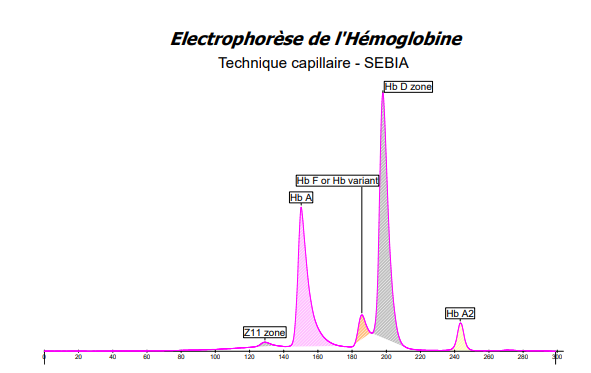 Electrophorèse de l'Hémoglobine
Technique capillaire - SEBIA
Hb D zone
Hb F or Hb variant
Hb A
Hb A2
Z11 zone
0 20 40 60 80 100 120 140 160 180 200 220 240 260 280 300